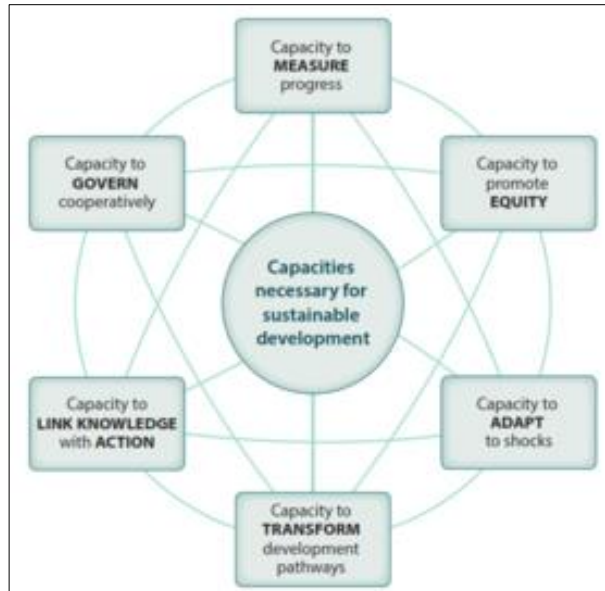 Capacity to
MEASURE
progress
Capacity to
GOVERN
cooperatively
Capacity to
promote
EQUITY
Capacities
necessary for
sustainable
development
Capacity to
LINK KNOWLEDGE
with ACTION
Capacity to
ADAPT
to shocks
Capacity to
TRANSFORM
development
pathways